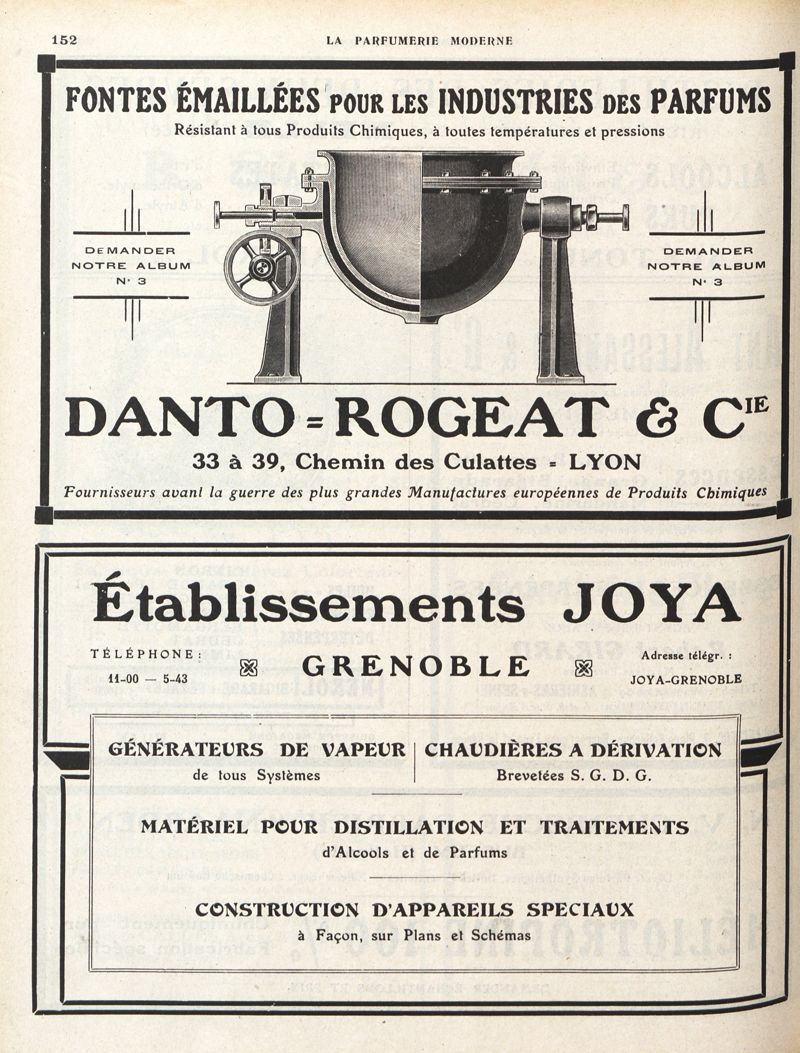 152
LA PARFUMERIE MODERNE
FONTES ÉMAILLÉES POUR LES INDUSTRIES DES PARFUMS
Résistant à tous Produits Chimiques, à toutes températures et pressions
DEMANDER
NOTRE ALBUM
N° 3
DEMANDER
NOTRE ALBUM
N° 3
DANTO = ROGEAT & CIE
33 à 39, Chemin des Culattes = LYON
Fournisseurs avant la guerre des plus grandes Manufactures européennes de Produits Chimiques
Établissements JOYA
TÉLÉPHONE :
11-00 — 5-43
GRENOBLE
Adresse télégr. :
JOYA-GRENOBLE
GÉNÉRATEURS DE VAPEUR
de tous Systèmes
CHAUDIÈRES A DÉRIVATION
Brevetées S. G. D. G.
MATÉRIEL POUR DISTILLATION ET TRAITEMENTS
d'Alcools et de Parfums
CONSTRUCTION D'APPAREILS SPECIAUX
à Façon, sur Plans et Schémas